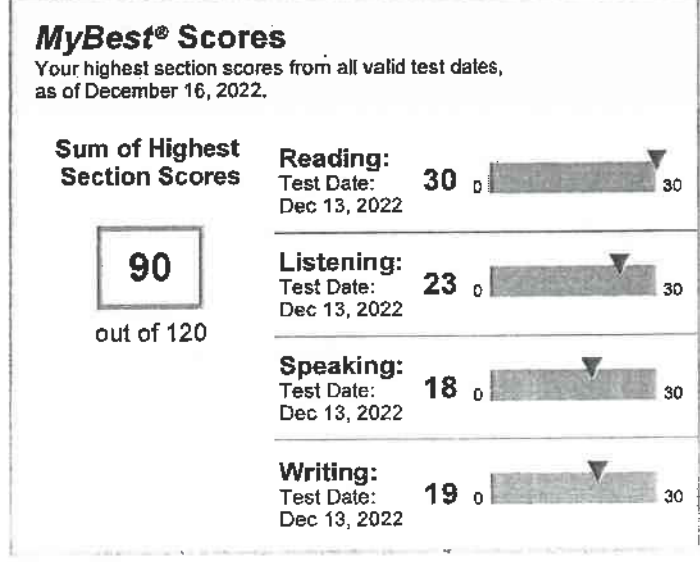 MyBest® Scores
Your highest section scores from all valid test dates,
as of December 16, 2022.
Sum of Highest
Section Scores
90
out of 120
Reading:
Test Date:
Dec 13, 2022
30
0
30
Listening:
Test Date:
Dec 13, 2022
23
0
30
Speaking:
Test Date:
Dec 13, 2022
18
0
30
Writing:
Test Date:
Dec 13, 2022
19
0
30